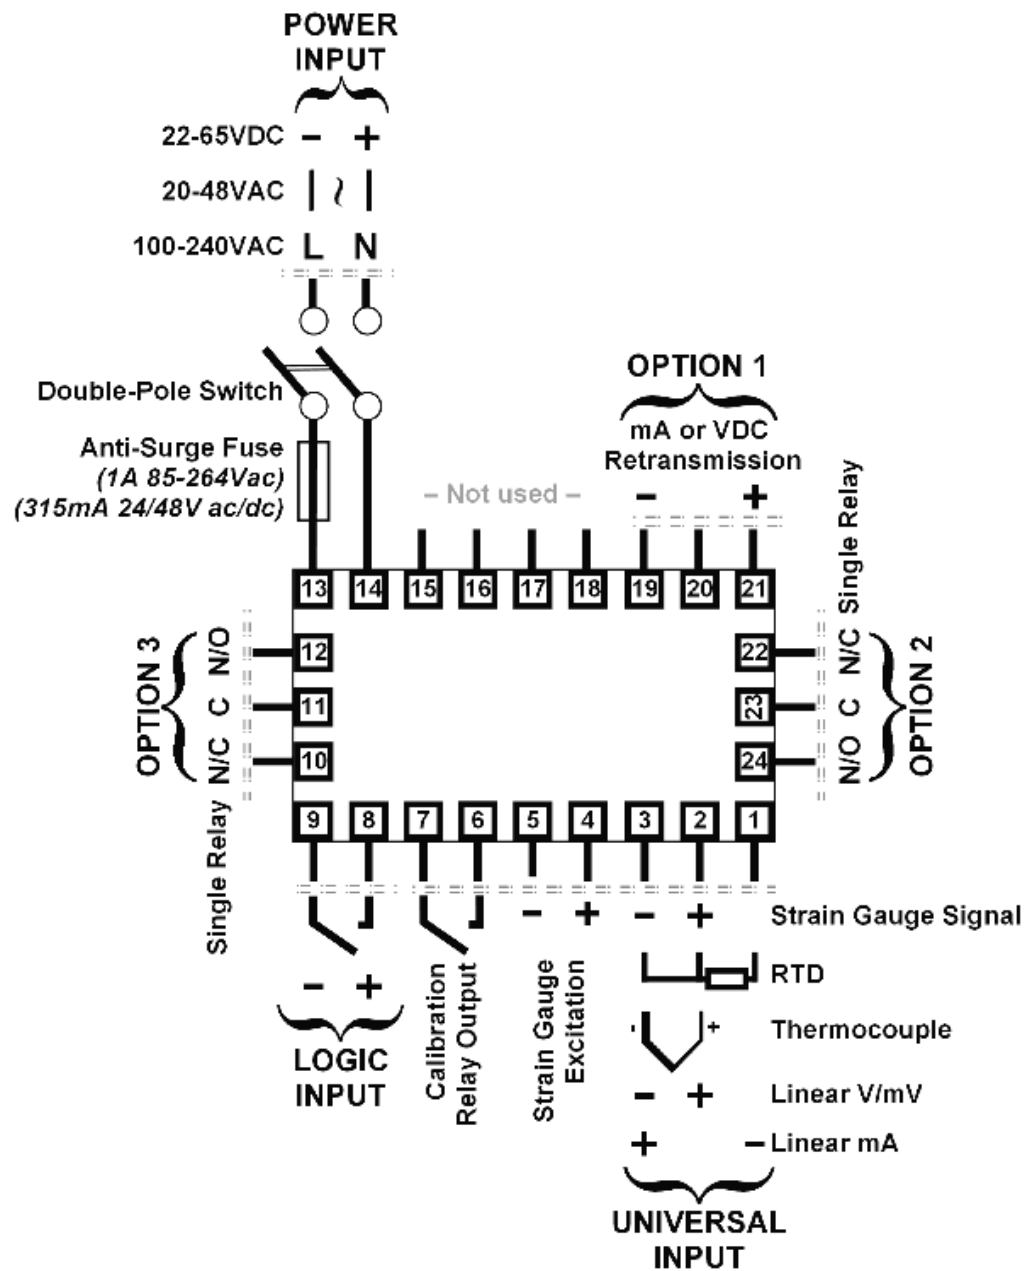 POWER
INPUT
22-65VDC − +
20-48VAC ~
100-240VAC L N
Double-Pole Switch
Anti-Surge Fuse
(1A 85-264Vac)
(315mA 24/48V ac/dc)
OPTION 1
mA or VDC
Retransmission
− +
– Not used –
13 14 15 16 17 18 19 20 21
OPTION 3
N/O
C
N/C
Single Relay
12
11
10
22
23
24
Single Relay
N/C
C
N/O
OPTION 2
9 8 7 6 5 4 3 2 1
− +
LOGIC
INPUT
Calibration
Relay Output
− +
Strain Gauge
Excitation
− + Strain Gauge Signal
RTD
- + Thermocouple
− + Linear V/mV
+ − Linear mA
UNIVERSAL
INPUT